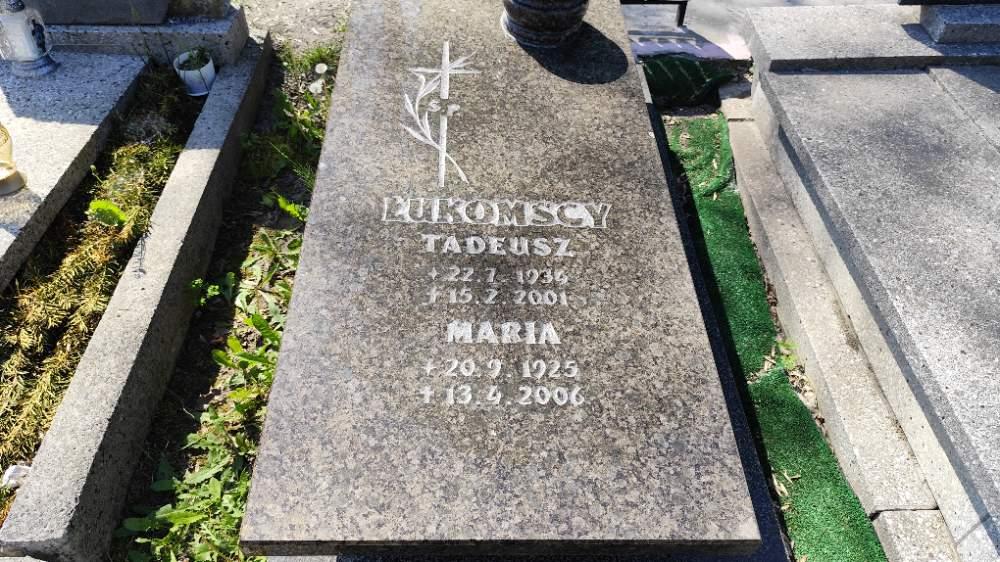 Ś.P.
ŁUKOMSCY
TADEUSZ
+ 22. 7. 1936
+ 15. 2. 2001
MARIA
+ 20. 9. 1925
+ 13. 4. 2006